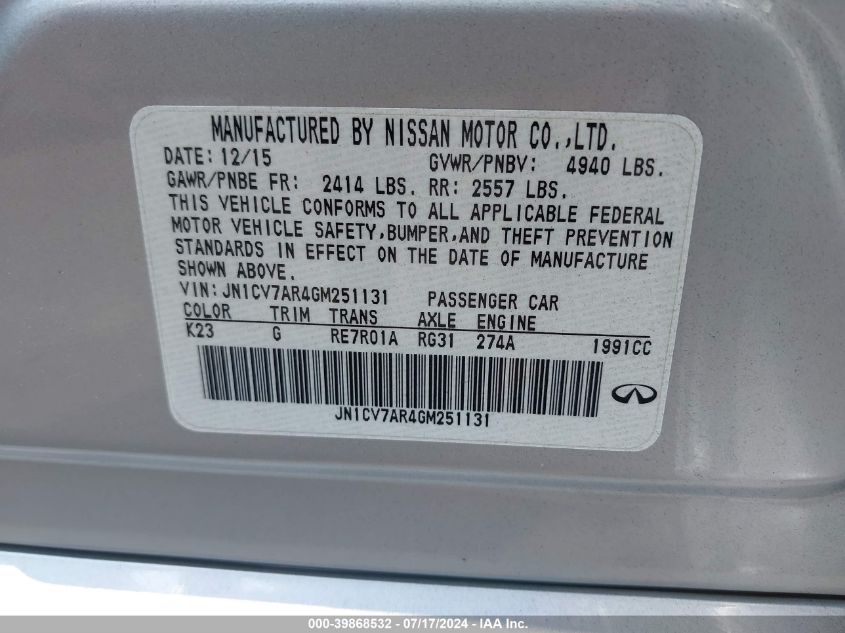 MANUFACTURED BY NISSAN MOTOR CO.,LTD.
DATE: 12/15 GVWR/PNBV: 4940 LBS.
GAWR/PNBE FR: 2414 LBS. RR: 2557 LBS.
THIS VEHICLE CONFORMS TO ALL APPLICABLE FEDERAL
MOTOR VEHICLE SAFETY,BUMPER,AND THEFT PREVENTION
STANDARDS IN EFFECT ON THE DATE OF MANUFACTURE
SHOWN ABOVE.
VIN: JN1CV7AR4GM251131 PASSENGER CAR
COLOR TRIM TRANS AXLE ENGINE
K23 G RE7R01A RG31 274A 1991CC
JN1CV7AR4GM251131
000-39868532 - 07/17/2024 - IAA Inc.